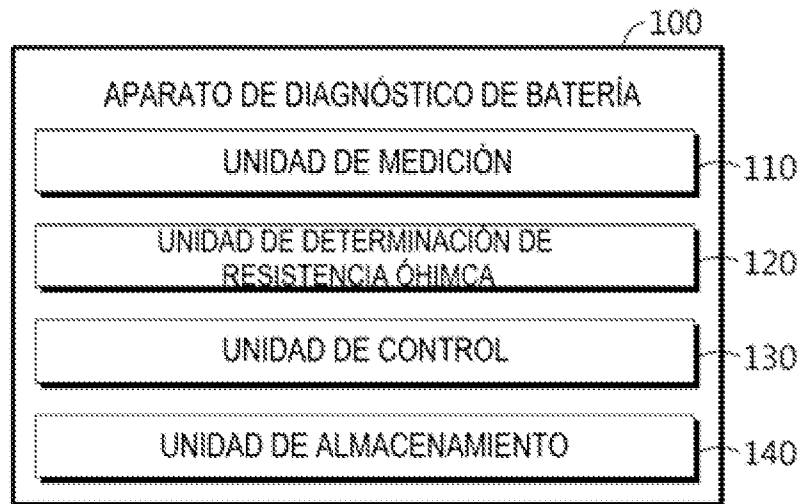 100
APARATO DE DIAGNÓSTICO DE BATERÍA
UNIDAD DE MEDICIÓN
110
UNIDAD DE DETERMINACIÓN DE
RESISTENCIA ÓHIMCA
120
UNIDAD DE CONTROL
130
UNIDAD DE ALMACENAMIENTO
140